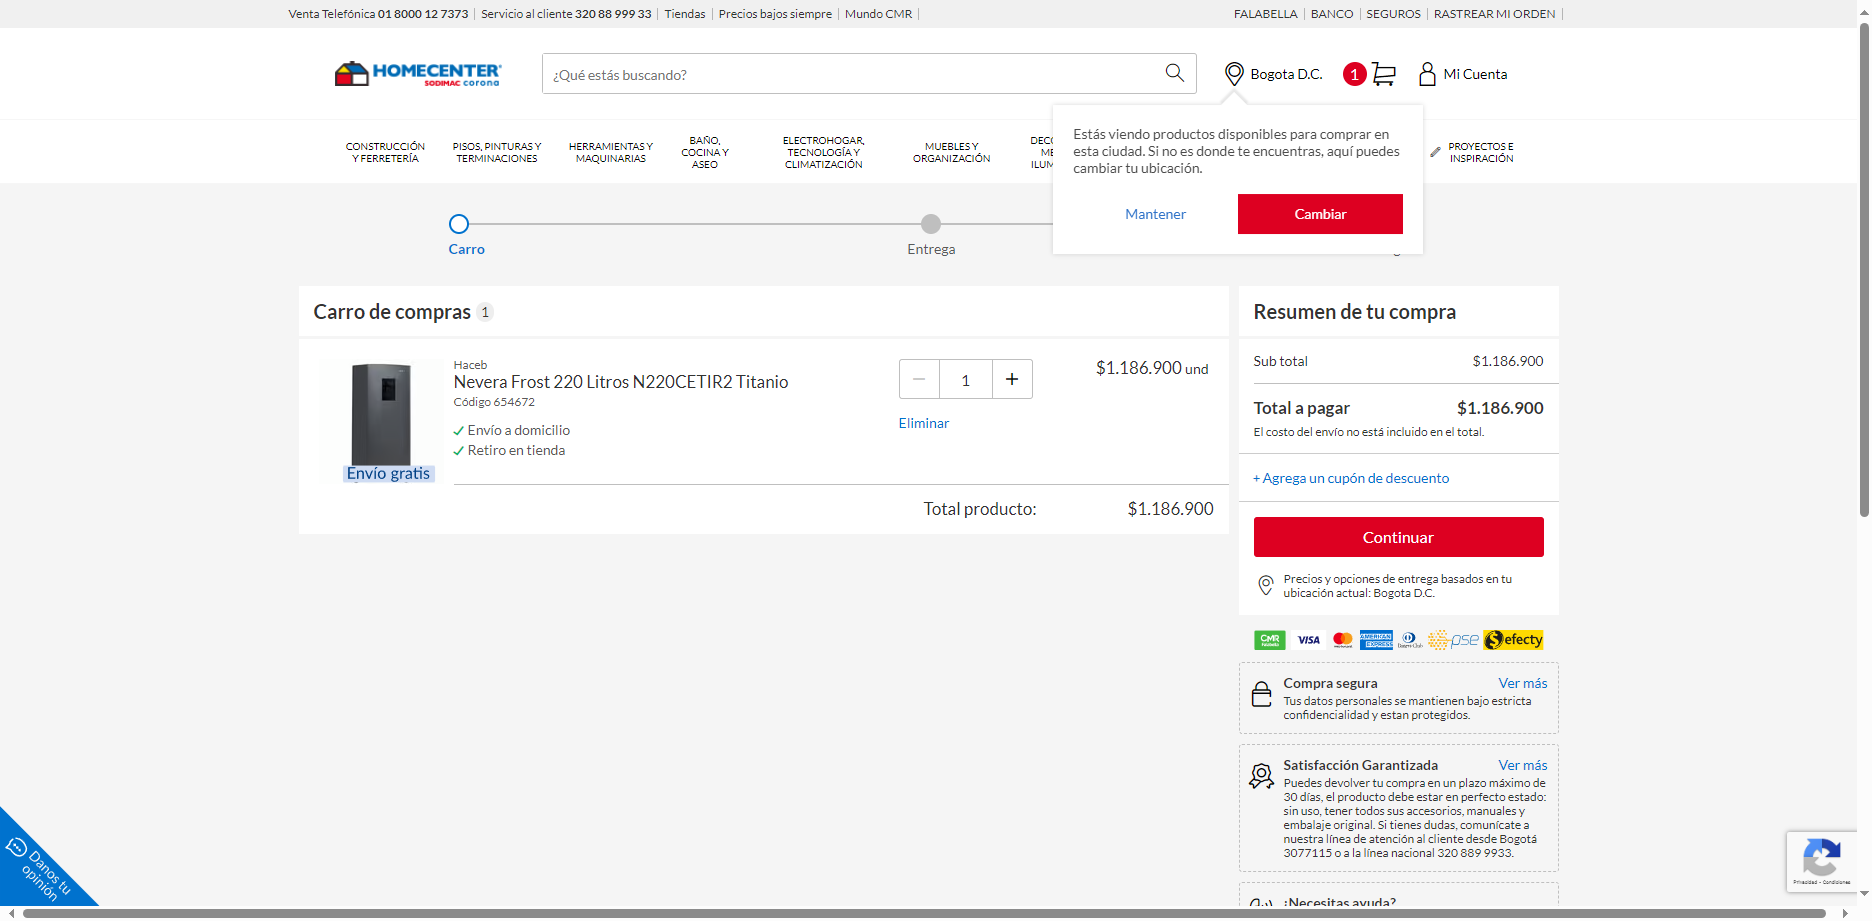 Venta Telefónica 01 8000 12 7373 Servicio al cliente 320 88 999 33 Tiendas Precios bajos siempre Mundo CMR
FALABELLA BANCO SEGUROS RASTREAR MI ORDEN
HOMECENTER
SODIMAC corona
¿Qué estás buscando?
Bogota D.C.
1
Mi Cuenta
CONSTRUCCIÓN
Y FERRETERÍA
PISOS, PINTURAS Y
TERMINACIONES
HERRAMIENTAS Y
MAQUINARIAS
BAÑO,
COCINA Y
ASEO
ELECTROHOGAR,
TECNOLOGÍA Y
CLIMATIZACIÓN
MUEBLES Y
ORGANIZACIÓN
PROYECTOS E
INSPIRACIÓN
Estás viendo productos disponibles para comprar en
esta ciudad. Si no es donde te encuentras, aquí puedes
cambiar tu ubicación.
Mantener
Cambiar
Carro
Entrega
Carro de compras 1
Haceb
Nevera Frost 220 Litros N220CETIR2 Titanio
Código 654672
Envío a domicilio
Retiro en tienda
Envío gratis
− 1 +
Eliminar
$1.186.900 und
Total producto: $1.186.900
Resumen de tu compra
Sub total $1.186.900
Total a pagar $1.186.900
El costo del envío no está incluido en el total.
+ Agrega un cupón de descuento
Continuar
Precios y opciones de entrega basados en tu
ubicación actual: Bogota D.C.
CMR VISA AMERICAN EXPRESS pse efecty
Compra segura Ver más
Tus datos personales se mantienen bajo estricta
confidencialidad y estan protegidos.
Satisfacción Garantizada Ver más
Puedes devolver tu compra en un plazo máximo de
30 días, el producto debe estar en perfecto estado:
sin uso, tener todos sus accesorios, manuales y
embalaje original. Si tienes dudas, comunícate a
nuestra línea de atención al cliente desde Bogotá
3077115 o a la línea nacional 320 889 9933.
¿Necesitas ayuda?
Danos tu
opinión
Privacidad - Condiciones